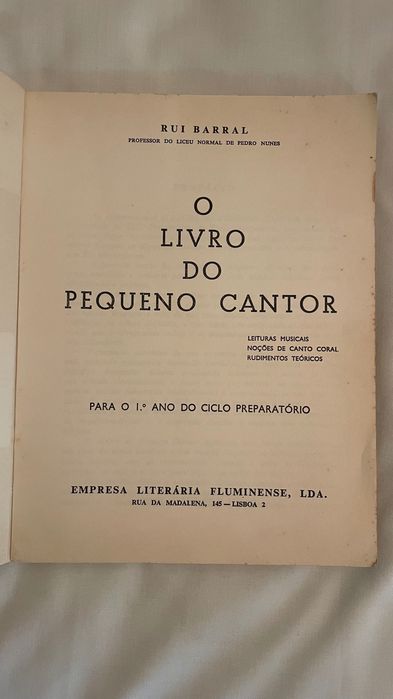 RUI BARRAL
PROFESSOR DO LICEU NORMAL DE PEDRO NUNES
O
LIVRO
DO
PEQUENO CANTOR
LEITURAS MUSICAIS
NOÇÕES DE CANTO CORAL
RUDIMENTOS TEÓRICOS
PARA O 1.º ANO DO CICLO PREPARATÓRIO
EMPRESA LITERÁRIA FLUMINENSE, LDA.
RUA DA MADALENA, 145 — LISBOA 2